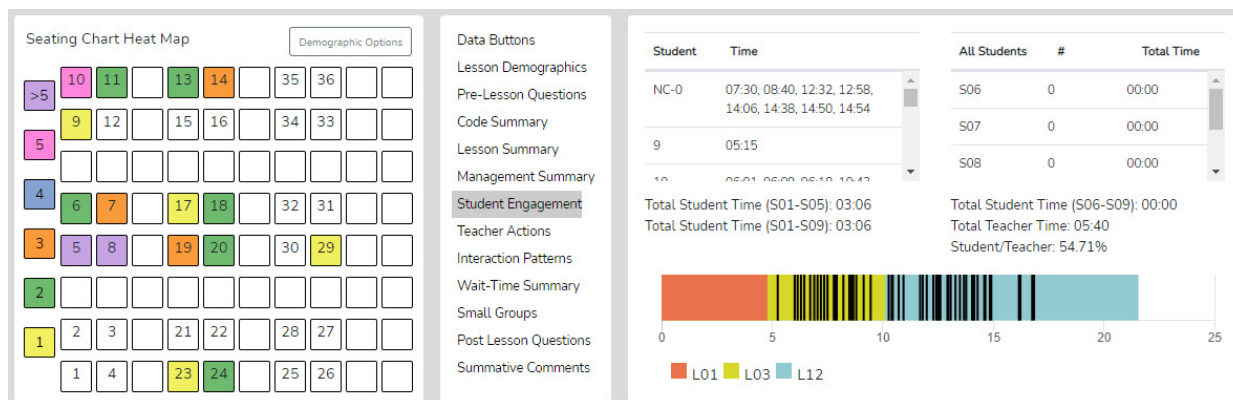 Seating Chart Heat Map
Demographic Options
>5 10 11 13 14 35 36
9 12 15 16 34 33
5
4 6 7 17 18 32 31
3 5 8 19 20 30 29
2
1 2 3 21 22 28 27
1 4 23 24 25 26
Data Buttons
Lesson Demographics
Pre-Lesson Questions
Code Summary
Lesson Summary
Management Summary
Student Engagement
Teacher Actions
Interaction Patterns
Wait-Time Summary
Small Groups
Post Lesson Questions
Summative Comments
Student Time
NC-0 07:30, 08:40, 12:32, 12:58,
14:06, 14:38, 14:50, 14:54
9 05:15
Total Student Time (S01-S05): 03:06
Total Student Time (S01-S09): 03:06
All Students # Total Time
S06 0 00:00
S07 0 00:00
S08 0 00:00
Total Student Time (S06-S09): 00:00
Total Teacher Time: 05:40
Student/Teacher: 54.71%
0 5 10 15 20 25
L01 L03 L12